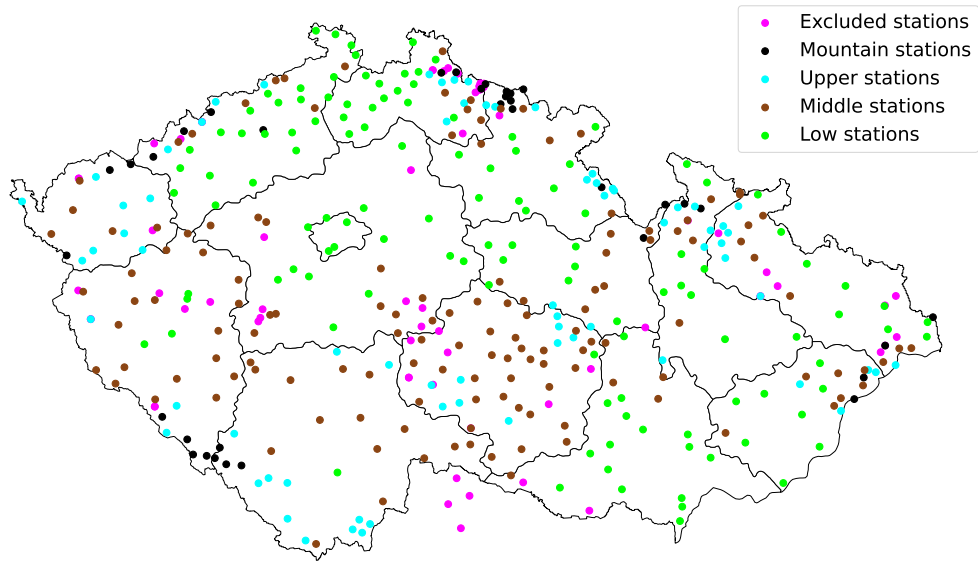 Excluded stations
Mountain stations
Upper stations
Middle stations
Low stations